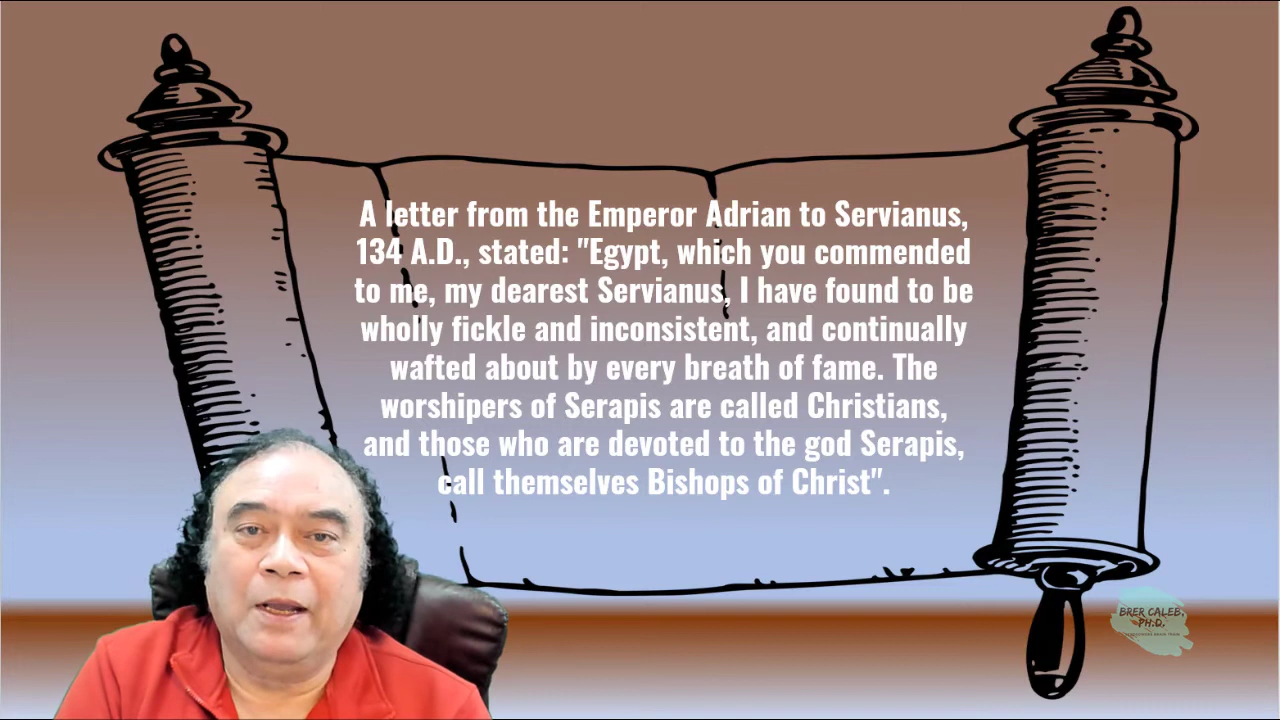 A letter from the Emperor Adrian to Servianus,
134 A.D., stated: "Egypt, which you commended
to me, my dearest Servianus, I have found to be
wholly fickle and inconsistent, and continually
wafted about by every breath of fame. The
worshipers of Serapis are called Christians,
and those who are devoted to the god Serapis,
call themselves Bishops of Christ".
BRER CALEB,
PH.D.